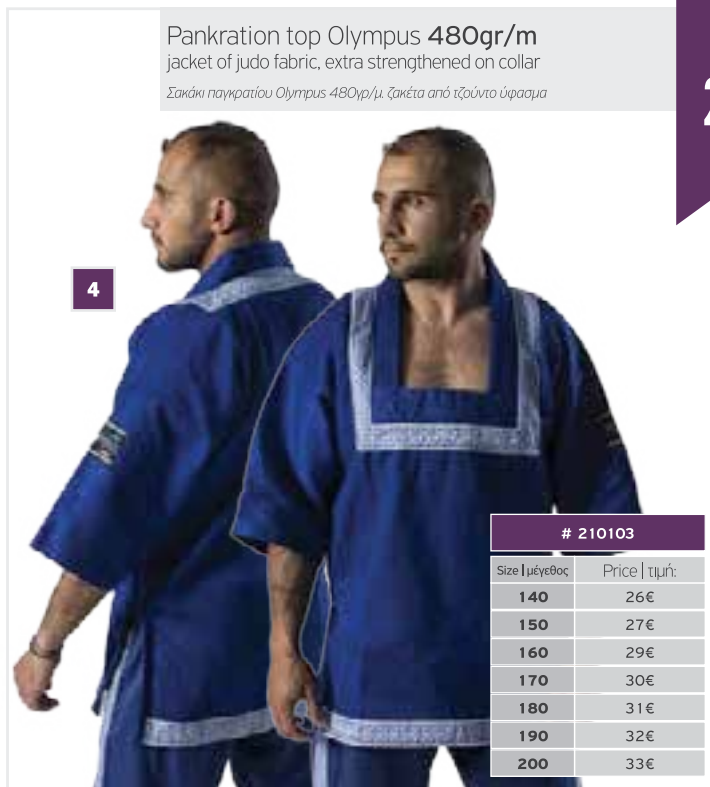 Pankration top Olympus 480gr/m
jacket of judo fabric, extra strengthened on collar
Σακάκι παγκρατίου Olympus 480γρ/μ. ζακέτα από τζούντο ύφασμα
4
# 210103
Size | μέγεθος Price | τιμή:
140 26€
150 27€
160 29€
170 30€
180 31€
190 32€
200 33€